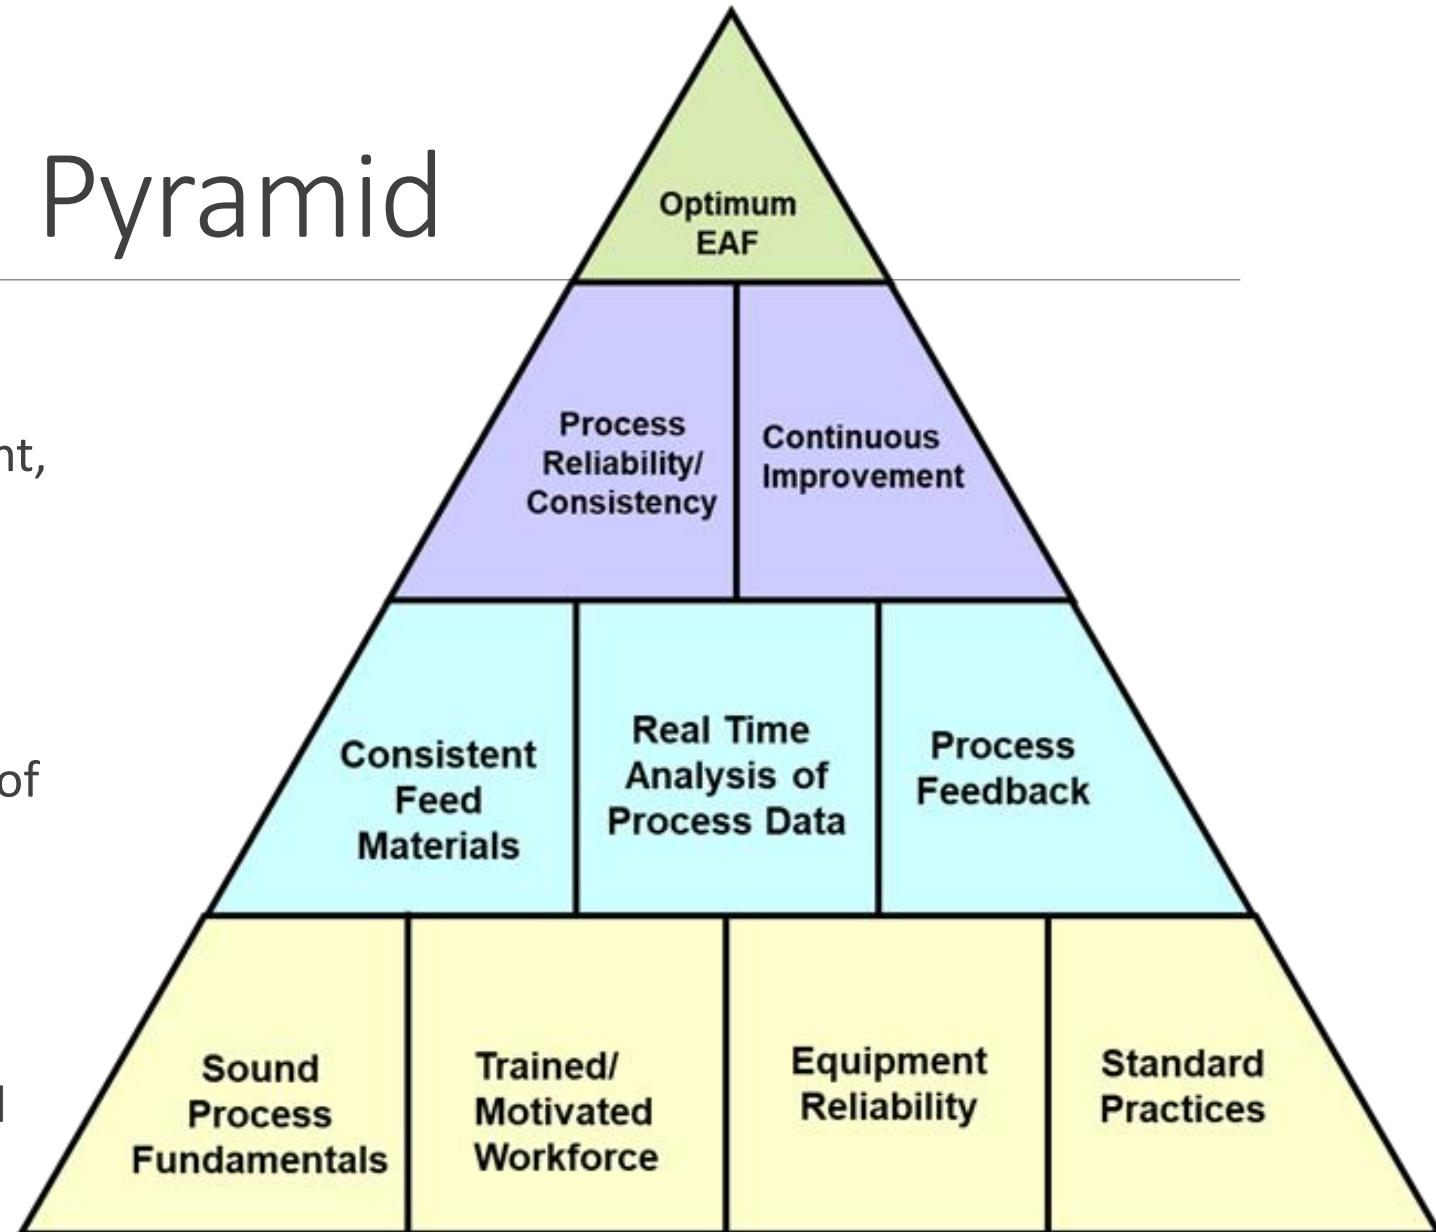 Pyramid
Optimum
EAF
nt,
Process
Reliability/
Consistency
Continuous
Improvement
of
Consistent
Feed
Materials
Real Time
Analysis of
Process Data
Process
Feedback
Sound
Process
Fundamentals
Trained/
Motivated
Workforce
Equipment
Reliability
Standard
Practices